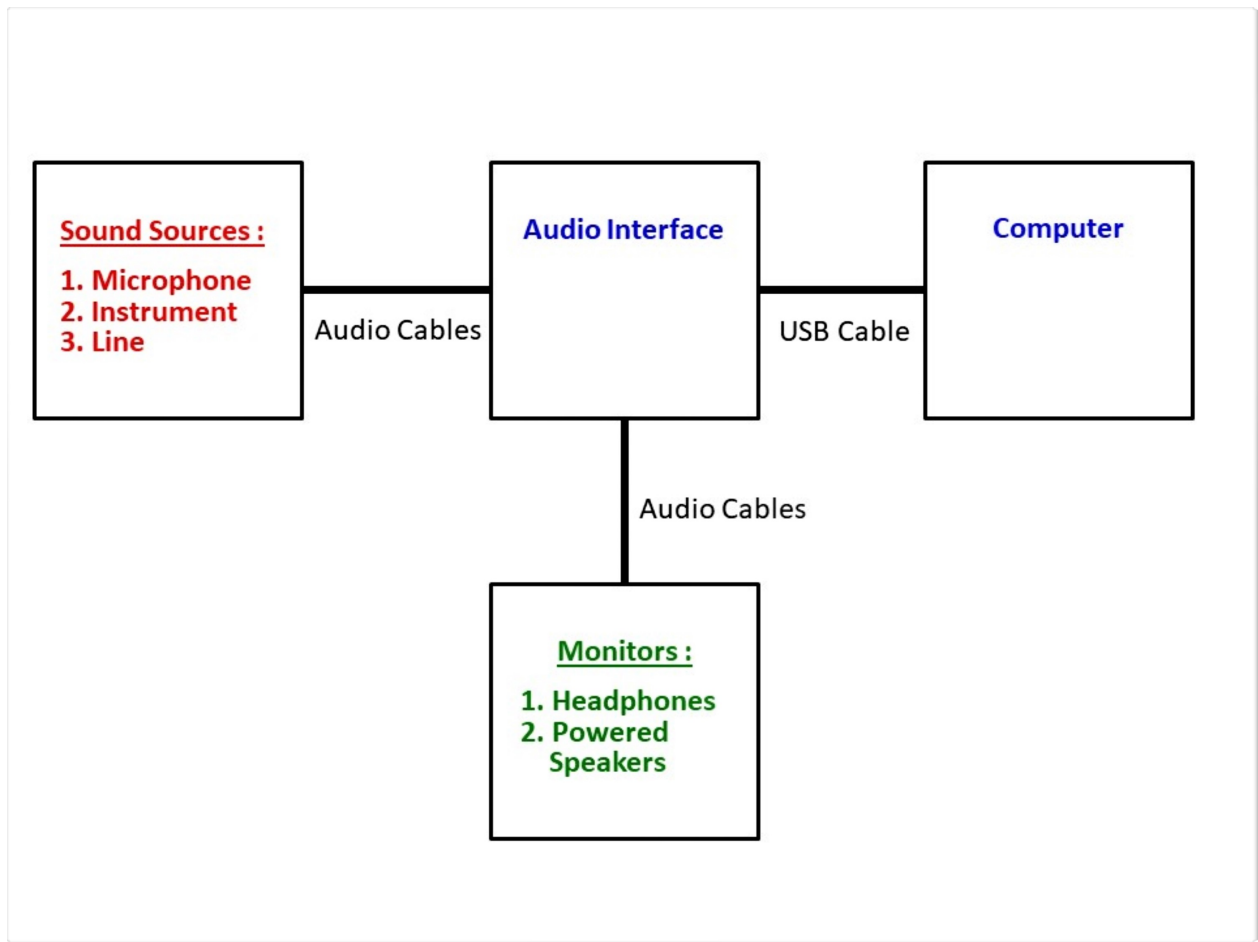 Sound Sources :
1. Microphone
2. Instrument
3. Line
Audio Cables
Audio Interface
USB Cable
Computer
Audio Cables
Monitors :
1. Headphones
2. Powered
Speakers